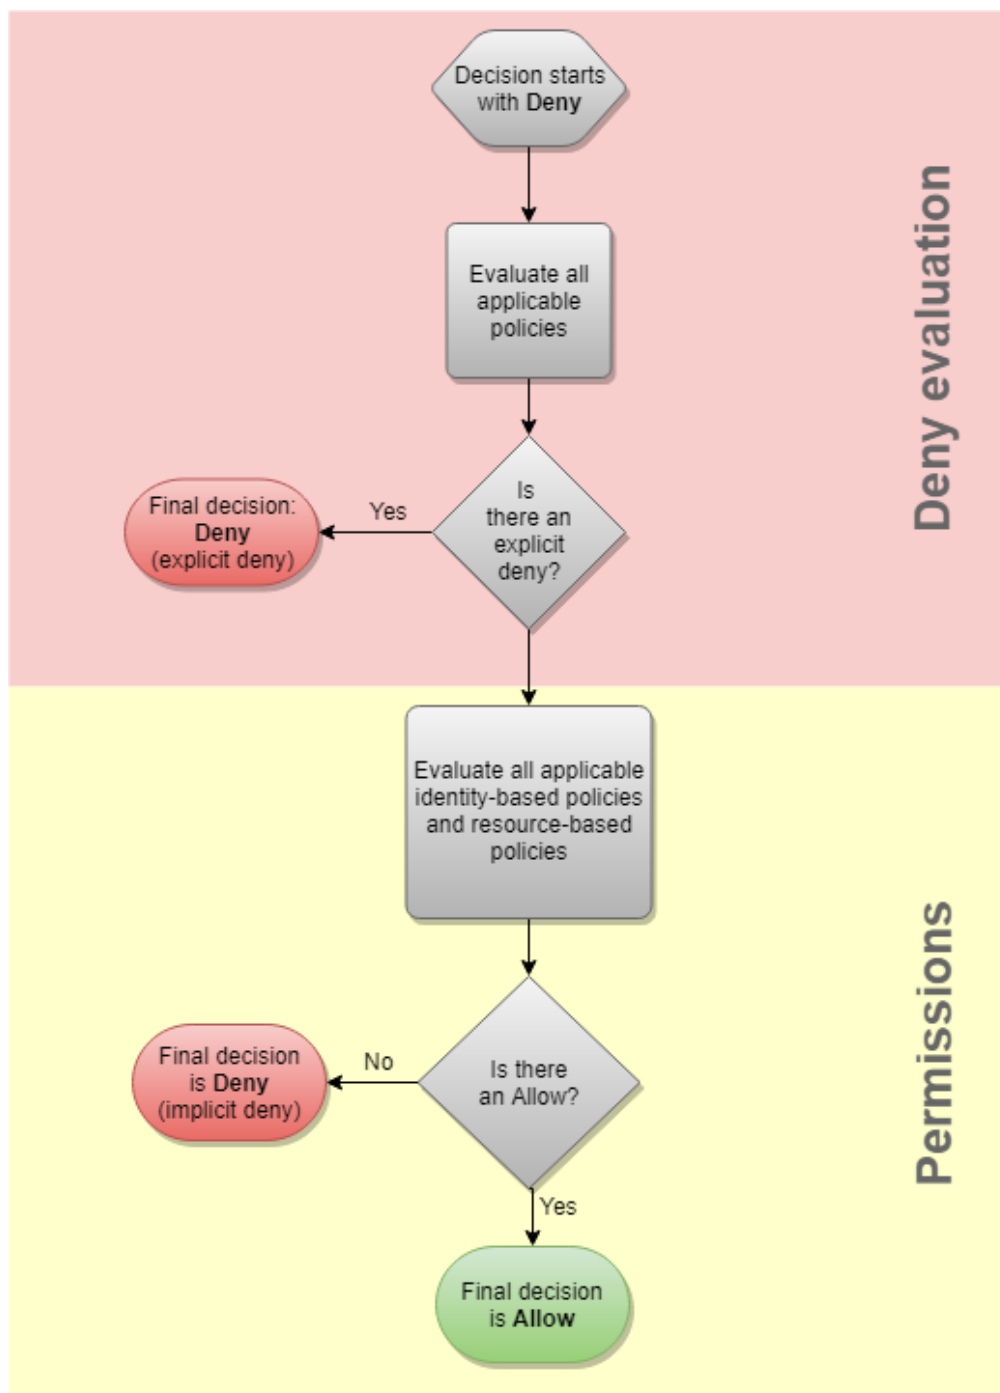 Decision starts
with Deny
Deny evaluation
Evaluate all
applicable
policies
Is
there an
explicit
deny?
Yes
Final decision:
Deny
(explicit deny)
Evaluate all applicable
identity-based policies
and resource-based
policies
Permissions
Is there
an Allow?
No
Final decision
is Deny
(implicit deny)
Yes
Final decision
is Allow